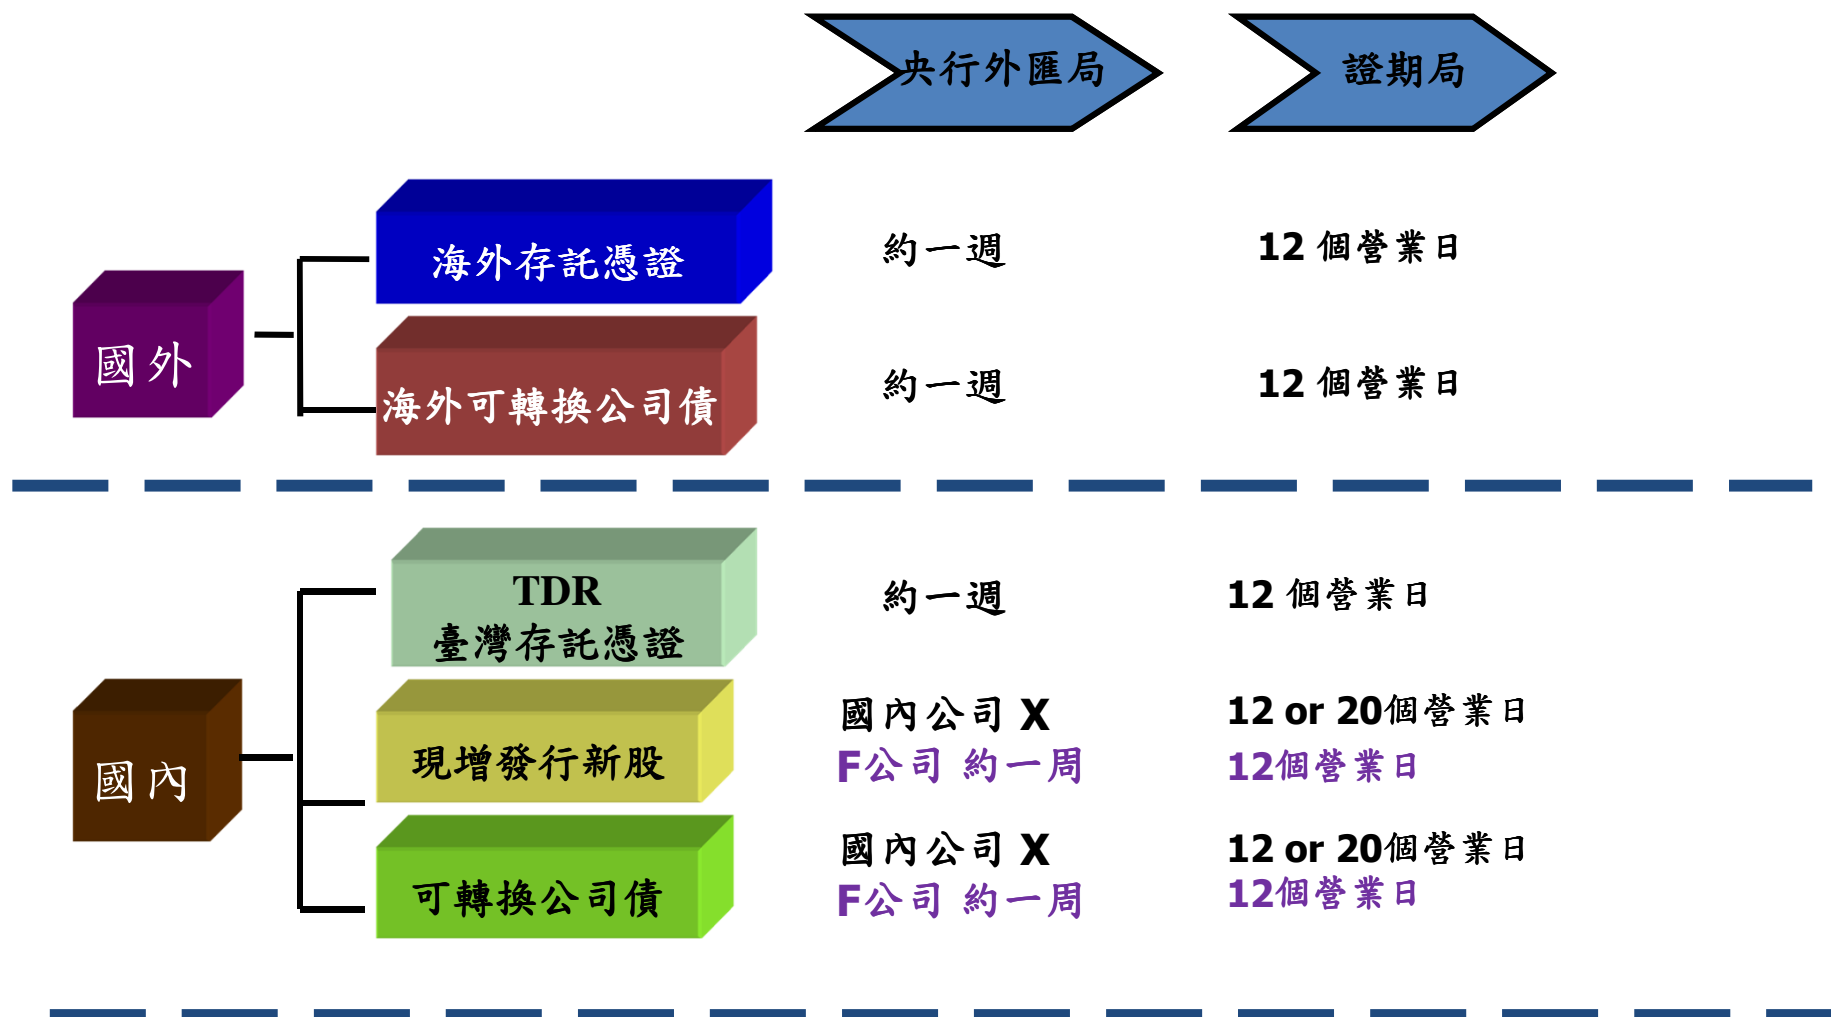 央行外匯局
證期局
國外
海外存託憑證
約一週
12 個營業日
海外可轉換公司債
約一週
12 個營業日
國內
TDR
臺灣存託憑證
約一週
12 個營業日
現增發行新股
國內公司 X
12 or 20個營業日
F公司 約一周
12個營業日
可轉換公司債
國內公司 X
12 or 20個營業日
F公司 約一周
12個營業日